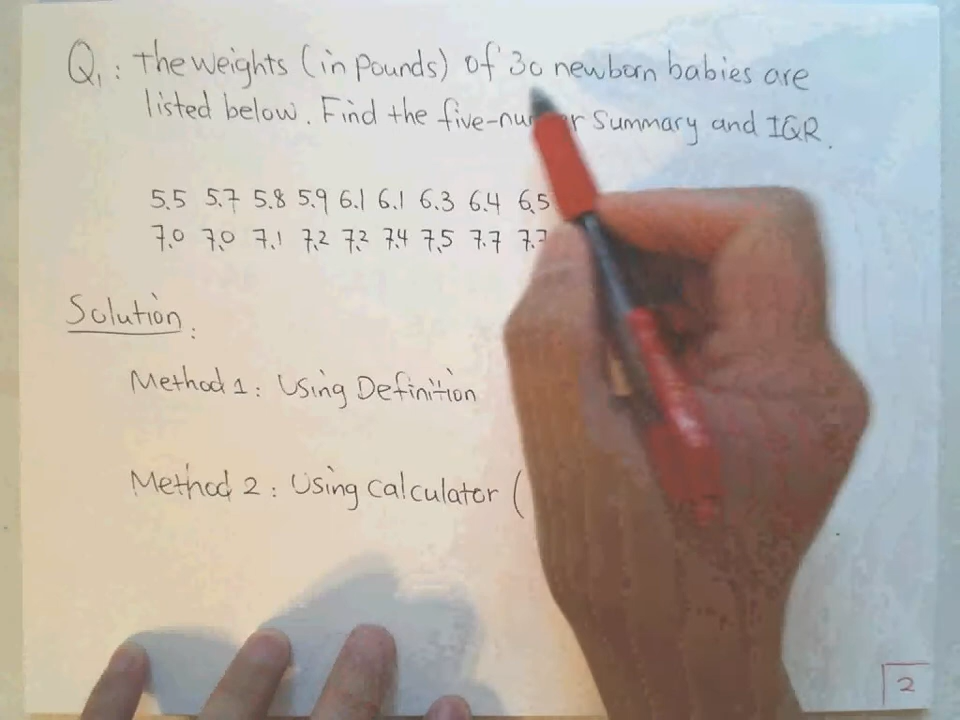 Q1: the weights (in pounds) of 30 newborn babies are
listed below. Find the Summary and IQR.
5.5 5.7 5.8 5.9 6.1 6.1 6.3 6.4 6.5
7.0 7.0 7.1 7.2 7.2 7.4 7.5 7.7 7.7
Solution:
Method 1: Using Definition
Method 2: Using Calculator (
2